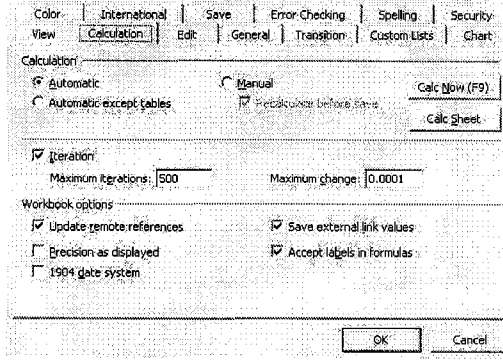 Color International Save Error Checking Spelling Security
View Calculation Edit General Transition Custom Lists Chart
Calculation
Automatic Manual Calc Now (F9)
Automatic except tables Recalculate before save
Calc Sheet
Iteration
Maximum iterations: 500 Maximum change: 0.0001
Workbook options
Update remote references Save external link values
Precision as displayed Accept labels in formulas
1904 date system
OK Cancel